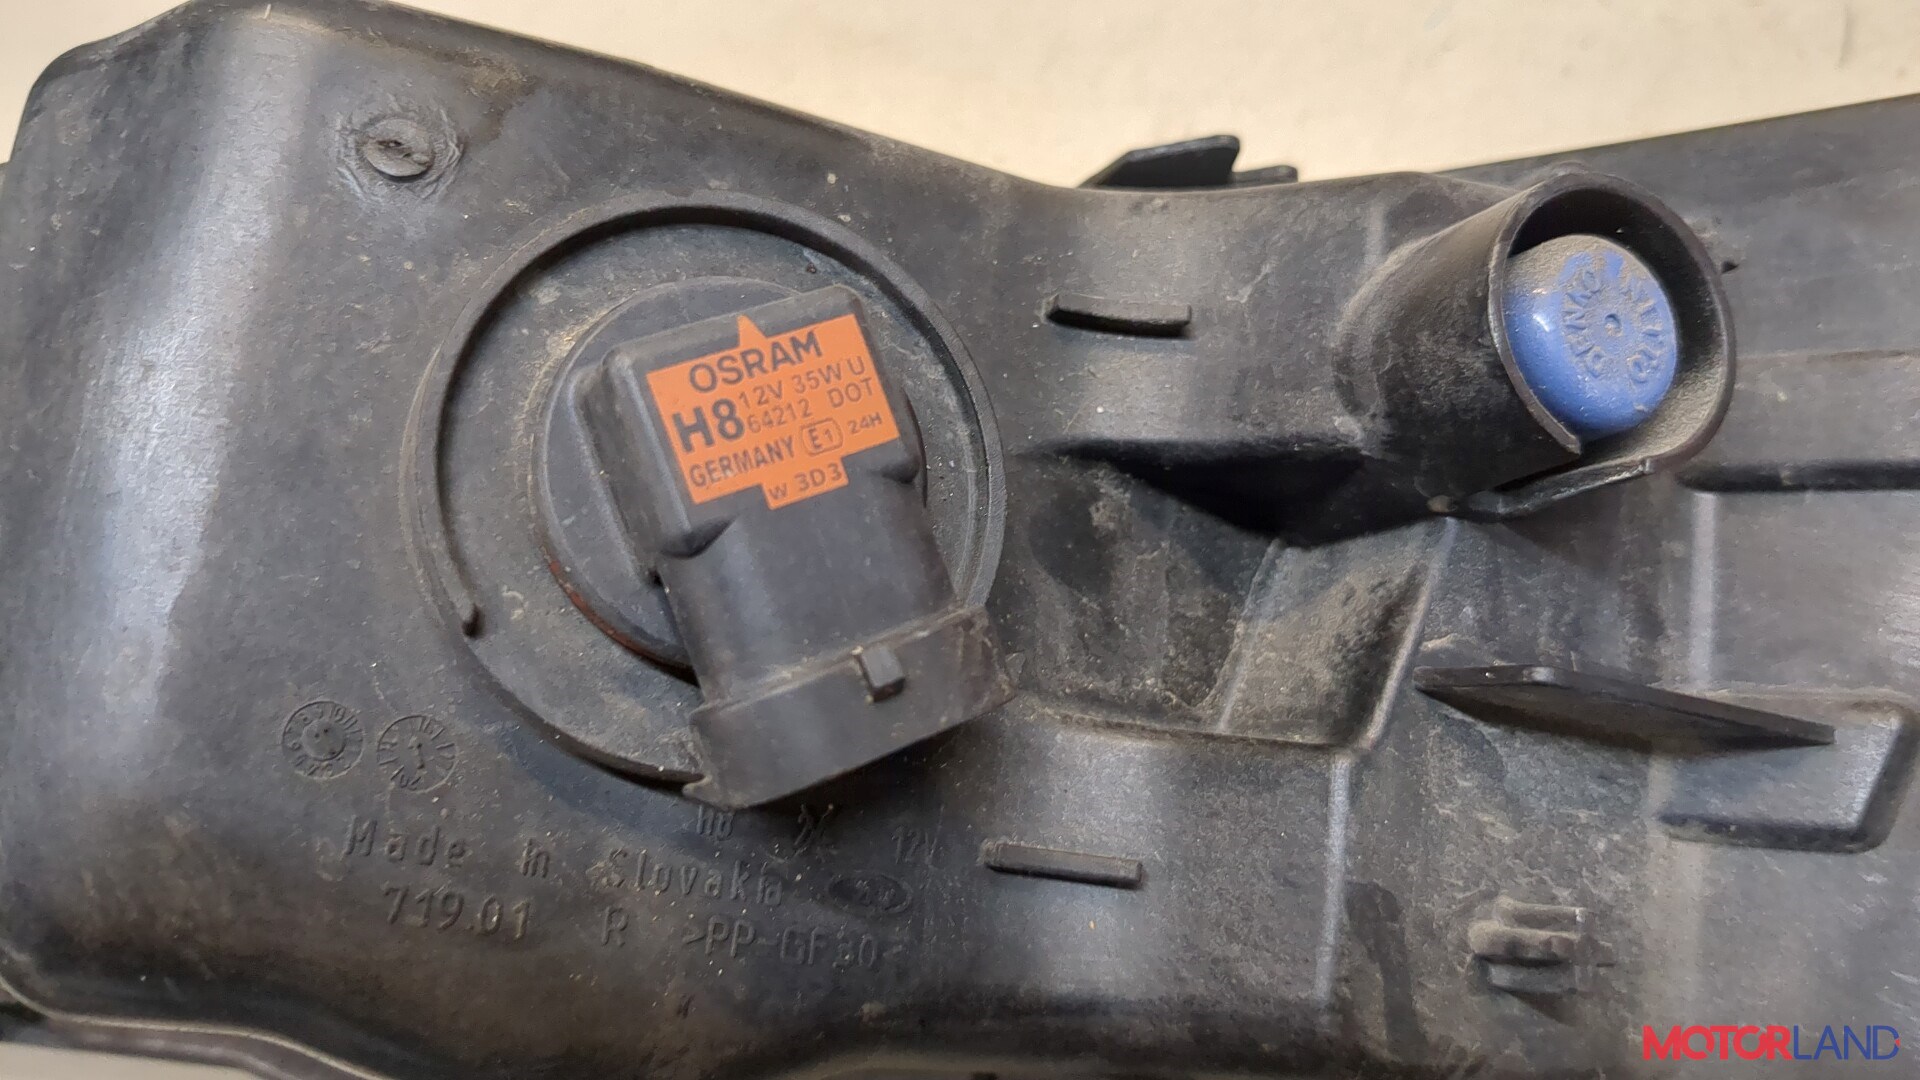 OSRAM
12V 35W U
H8 64212 DOT
GERMANY E1 24H
W 3D3
H8 12V
Made in Slovakia
719.01 R >PP-GF30<
MOTORLAND